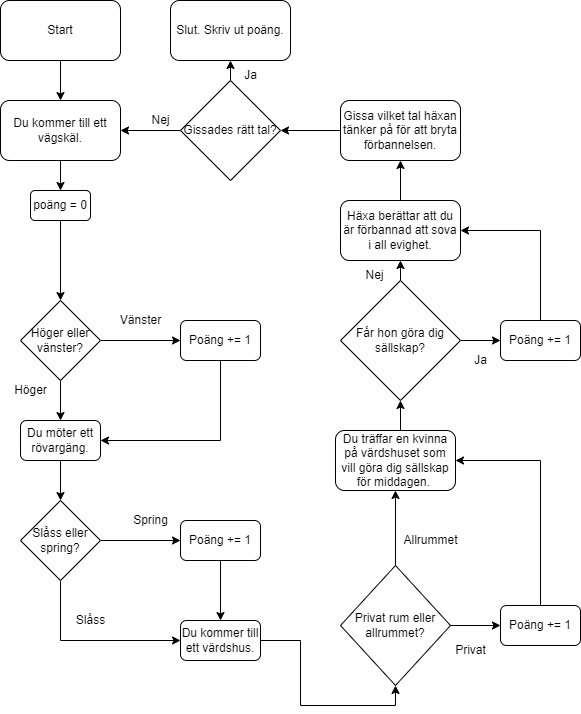 Start
Slut. Skriv ut poäng.
Ja
Du kommer till ett
vägskäl.
Nej
Gissades rätt tal?
Gissa vilket tal häxan
tänker på för att bryta
förbannelsen.
poäng = 0
Häxa berättar att du
är förbannad att sova
i all evighet.
Nej
Höger eller
vänster?
Vänster
Poäng += 1
Får hon göra dig
sällskap?
Ja
Poäng += 1
Höger
Du möter ett
rövargäng.
Du träffar en kvinna
på värdshuset som
vill göra dig sällskap
för middagen.
Slåss eller
spring?
Spring
Poäng += 1
Allrummet
Slåss
Du kommer till
ett värdshus.
Privat rum eller
allrummet?
Privat
Poäng += 1